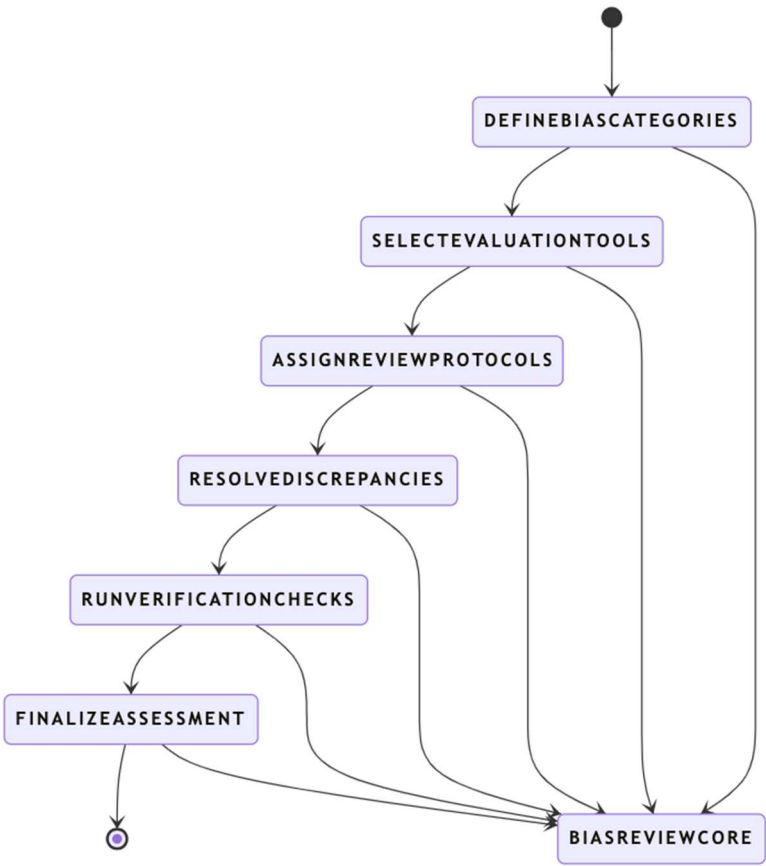 DEFINEBIASCATEGORIES
SELECTEVALUATIONTOOLS
ASSIGNREVIEWPROTOCOLS
RESOLVEDISCREPANCIES
RUNVERIFICATIONCHECKS
FINALIZEASSESSMENT
BIASREVIEWCORE